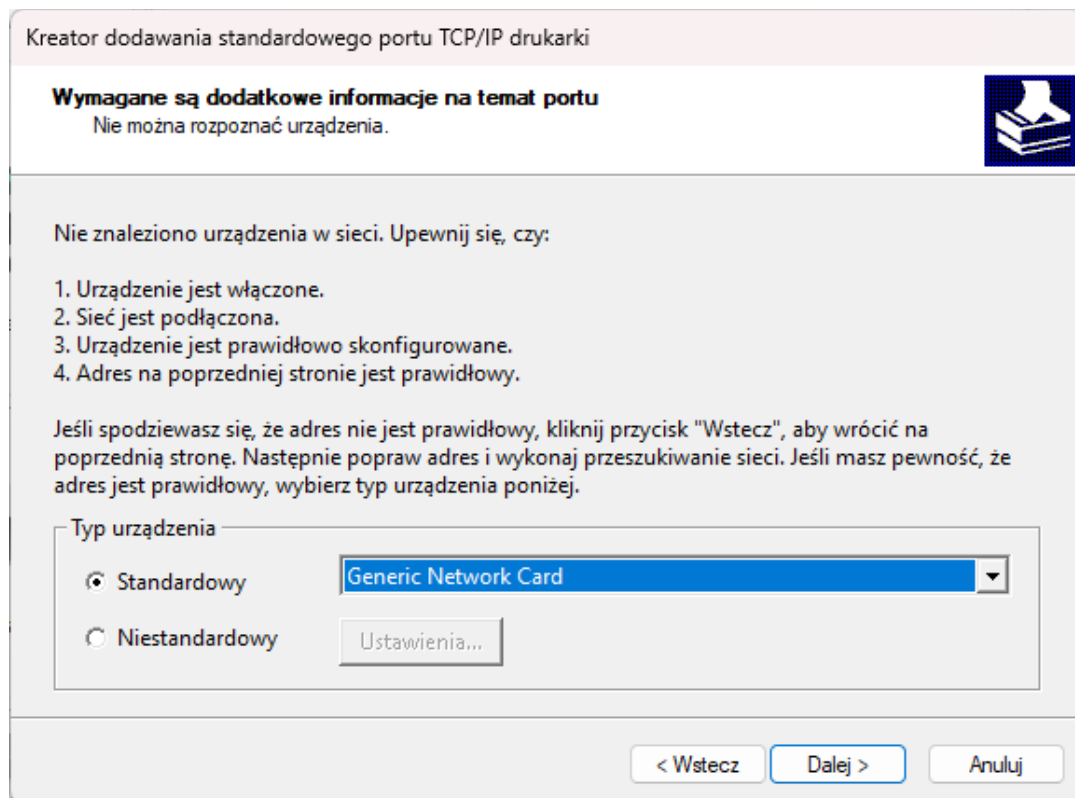 Kreator dodawania standardowego portu TCP/IP drukarki
Wymagane są dodatkowe informacje na temat portu
Nie można rozpoznać urządzenia.
Nie znaleziono urządzenia w sieci. Upewnij się, czy:
1. Urządzenie jest włączone.
2. Sieć jest podłączona.
3. Urządzenie jest prawidłowo skonfigurowane.
4. Adres na poprzedniej stronie jest prawidłowy.
Jeśli spodziewasz się, że adres nie jest prawidłowy, kliknij przycisk "Wstecz", aby wrócić na
poprzednią stronę. Następnie popraw adres i wykonaj przeszukiwanie sieci. Jeśli masz pewność, że
adres jest prawidłowy, wybierz typ urządzenia poniżej.
Typ urządzenia
Standardowy Generic Network Card
Niestandardowy Ustawienia...
< Wstecz Dalej > Anuluj